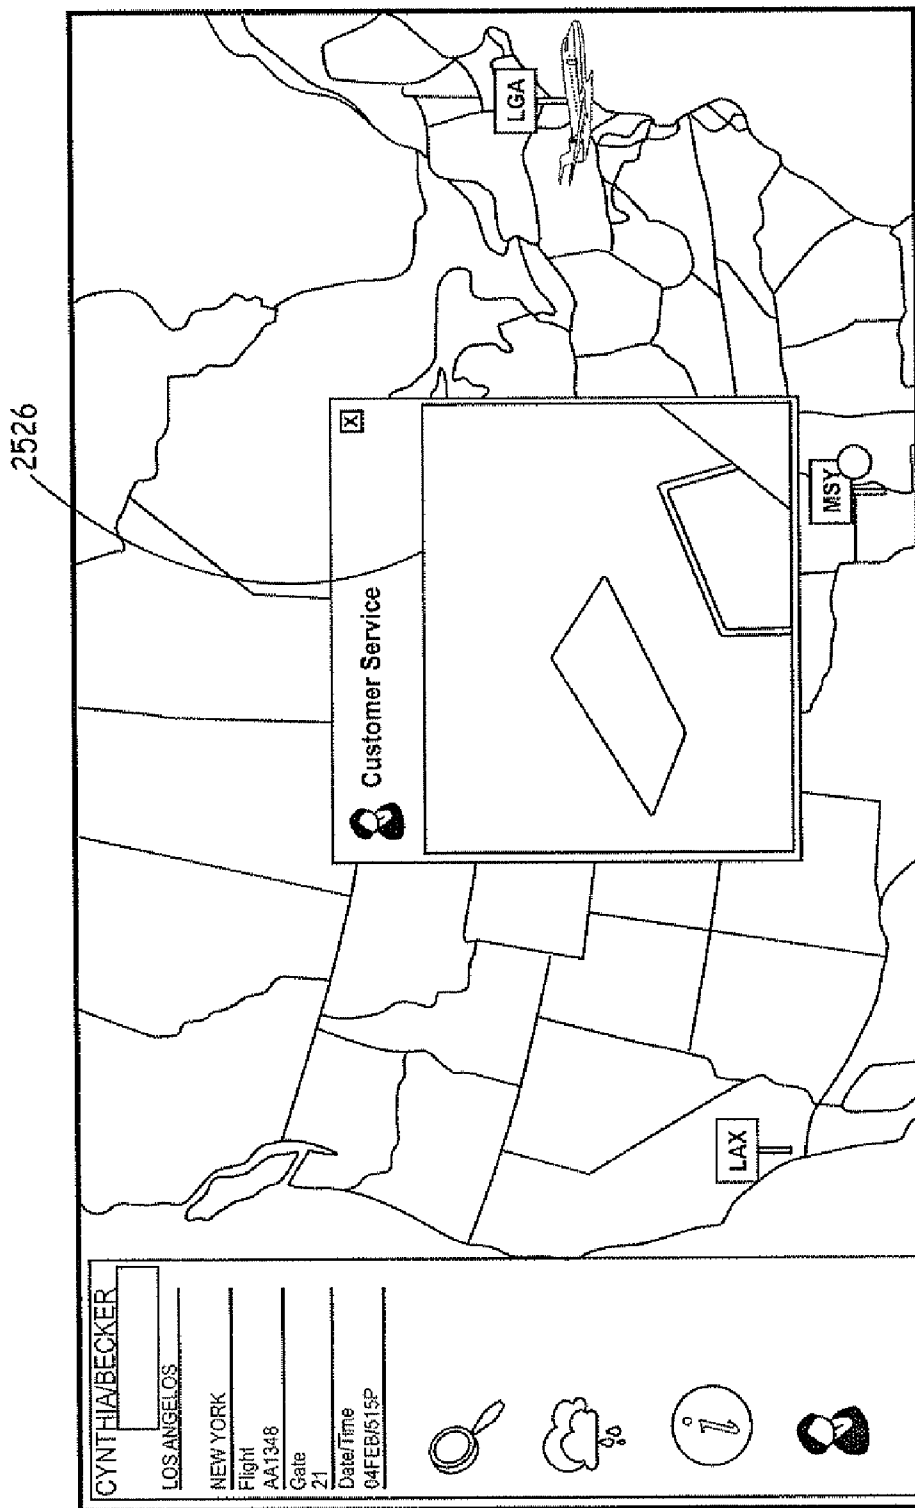 2526
CYNTHIA/BECKER
LOS ANGELOS
NEW YORK
Flight
AA1348
Gate
21
Date/Time
04FEB/515P
i
Customer Service
X
LAX
MSY
LGA